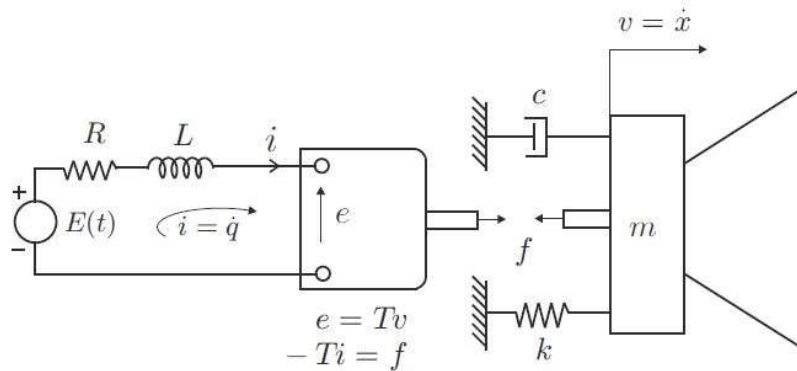 v = ẋ
c
R
L
i
+
E(t)
-
i = q̇
e
f
m
e = Tv
- Ti = f
k